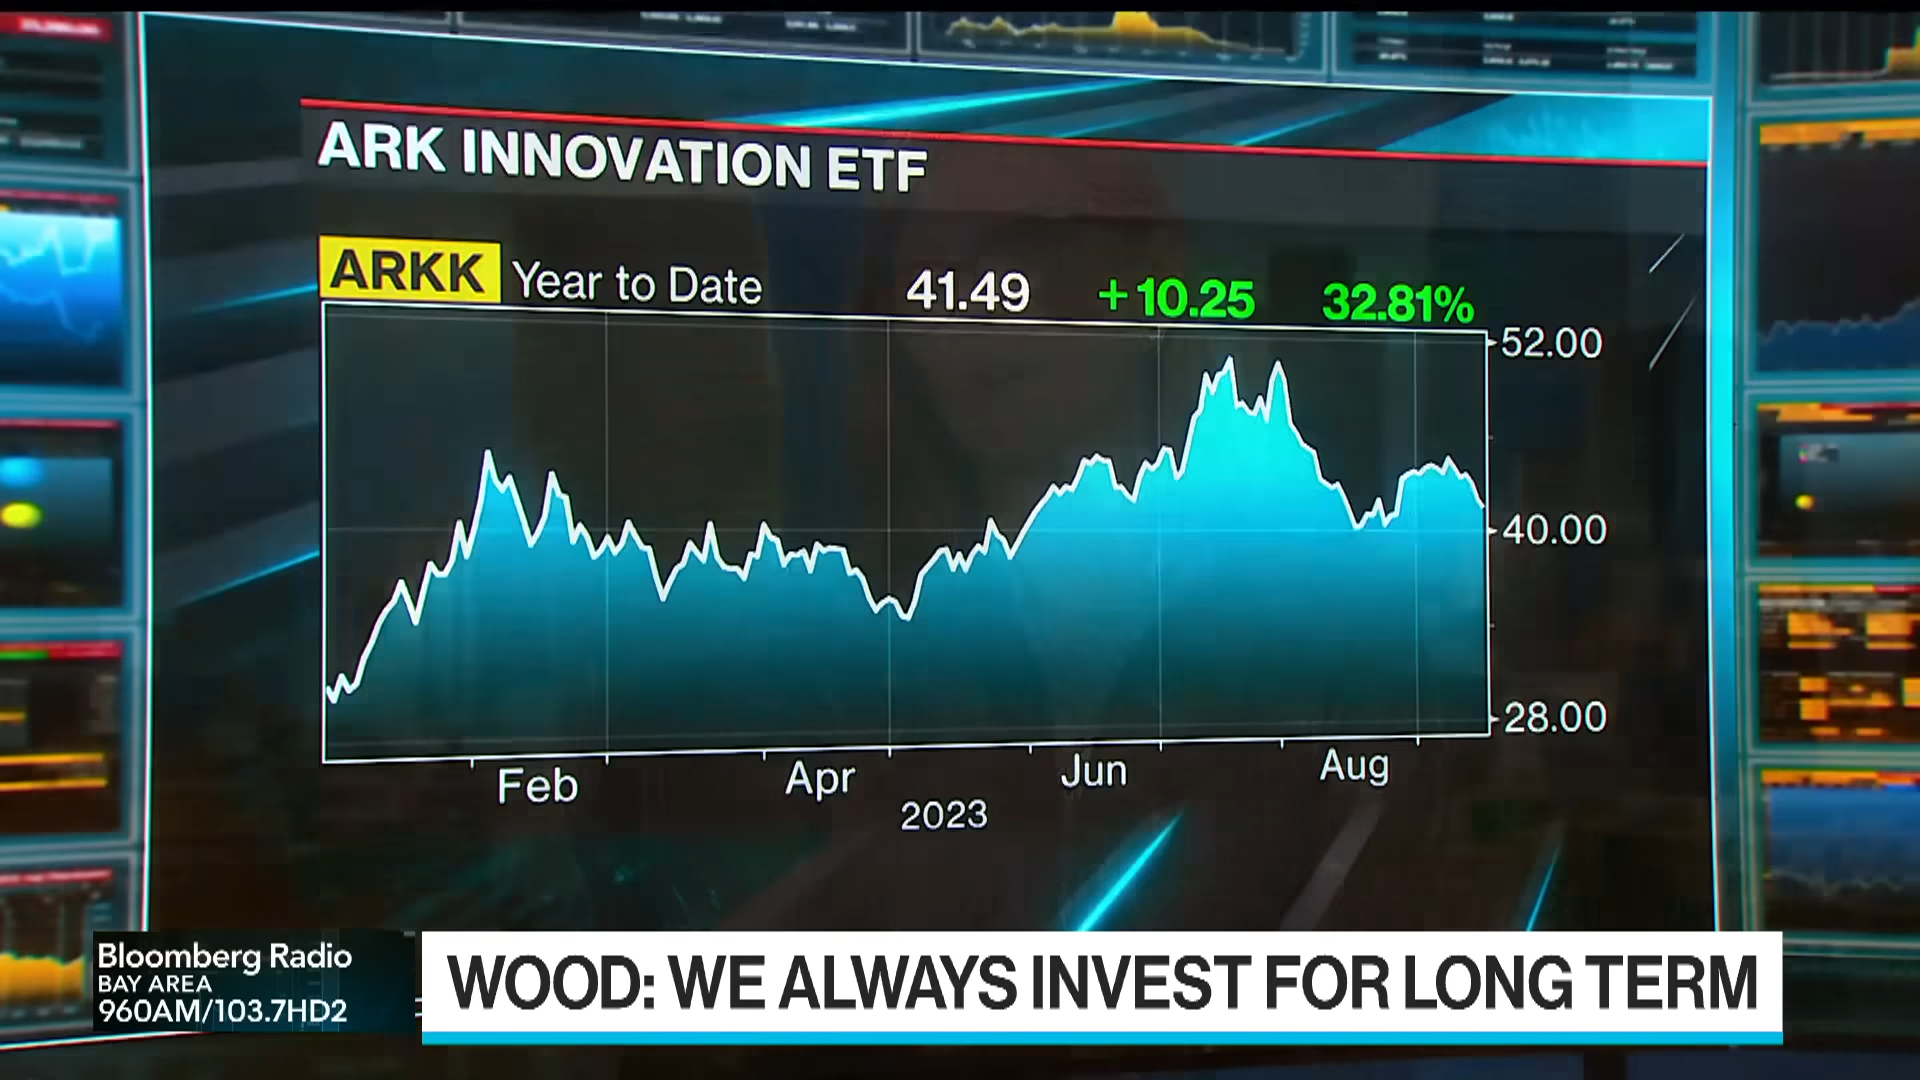 ARK INNOVATION ETF
ARKK Year to Date 41.49 +10.25 32.81%
52.00
40.00
28.00
Feb Apr Jun Aug
2023
Bloomberg Radio
BAY AREA
960AM/103.7HD2
WOOD: WE ALWAYS INVEST FOR LONG TERM